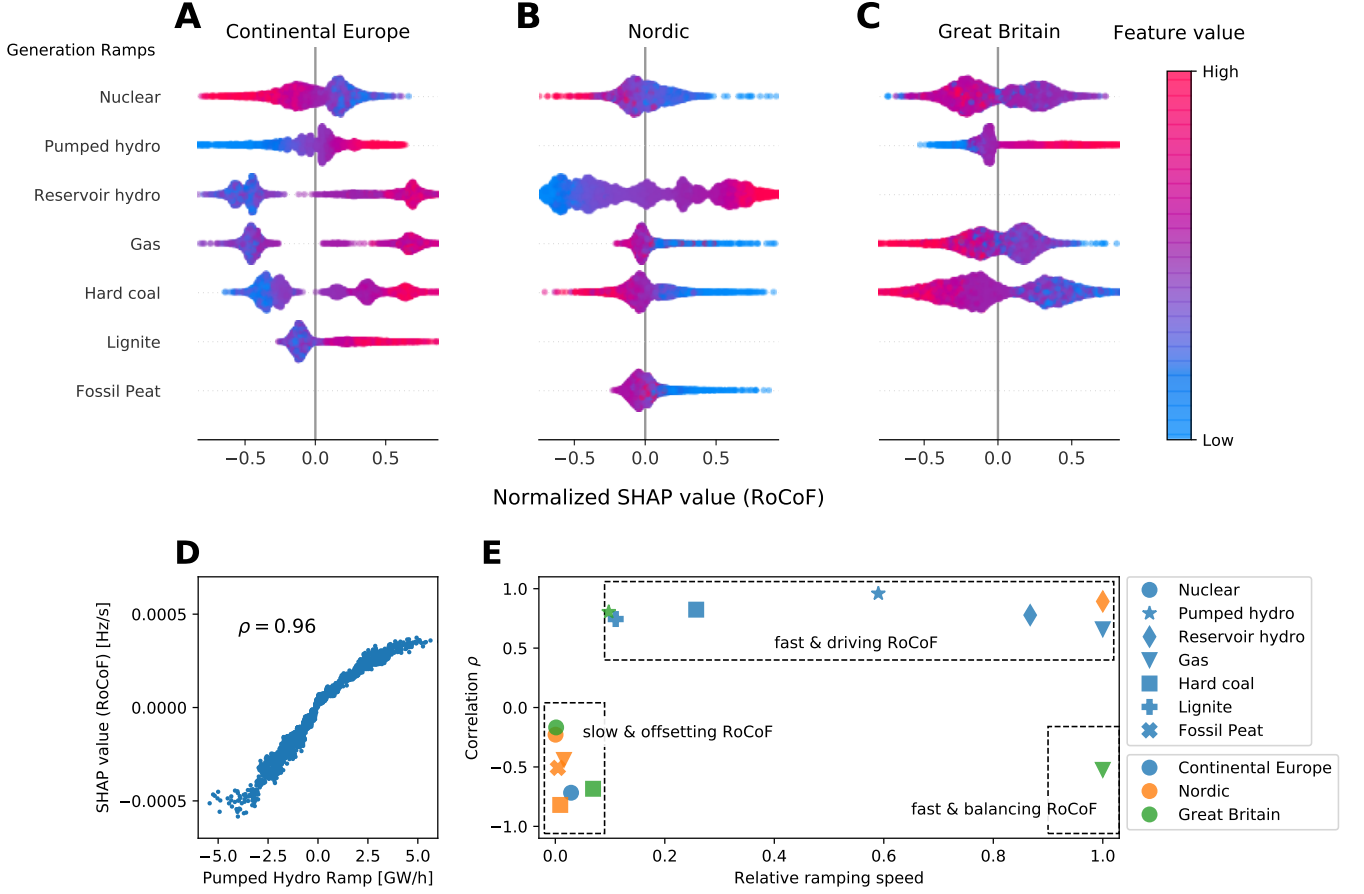 A
B
C
Continental Europe
Nordic
Great Britain
Feature value
Generation Ramps
High
Nuclear
Pumped hydro
Reservoir hydro
Gas
Hard coal
Lignite
Fossil Peat
Low
−0.5 0.0 0.5
−0.5 0.0 0.5
−0.5 0.0 0.5
Normalized SHAP value (RoCoF)
D
SHAP value (RoCoF) [Hz/s]
0.0005
0.0000
−0.0005
ρ = 0.96
−5.0 −2.5 0.0 2.5 5.0
Pumped Hydro Ramp [GW/h]
E
Correlation ρ
1.0
0.5
0.0
−0.5
−1.0
fast & driving RoCoF
slow & offsetting RoCoF
fast & balancing RoCoF
0.0 0.2 0.4 0.6 0.8 1.0
Relative ramping speed
Nuclear
Pumped hydro
Reservoir hydro
Gas
Hard coal
Lignite
Fossil Peat
Continental Europe
Nordic
Great Britain